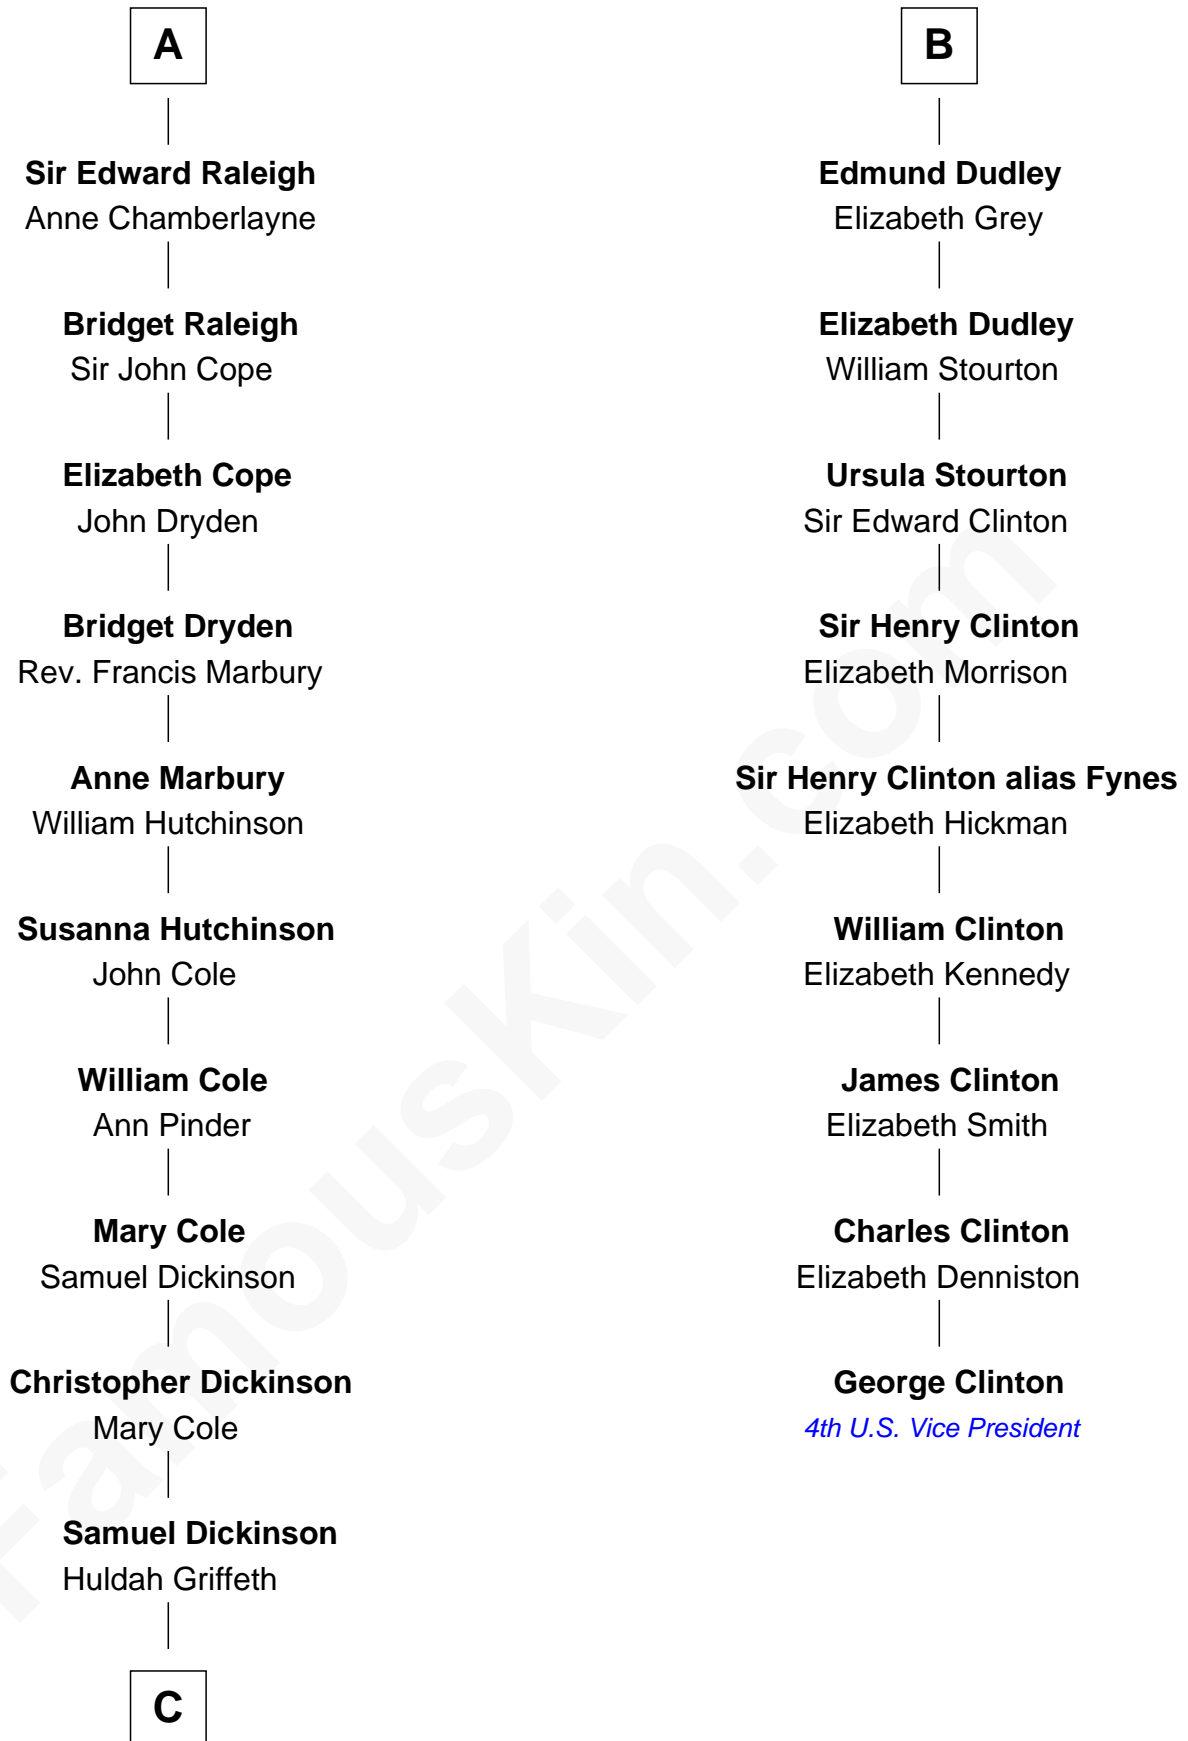 A
Sir Edward Raleigh
Anne Chamberlayne
Bridget Raleigh
Sir John Cope
Elizabeth Cope
John Dryden
Bridget Dryden
Rev. Francis Marbury
Anne Marbury
William Hutchinson
Susanna Hutchinson
John Cole
William Cole
Ann Pinder
Mary Cole
Samuel Dickinson
Christopher Dickinson
Mary Cole
Samuel Dickinson
Huldah Griffeth
C
B
Edmund Dudley
Elizabeth Grey
Elizabeth Dudley
William Stourton
Ursula Stourton
Sir Edward Clinton
Sir Henry Clinton
Elizabeth Morrison
Sir Henry Clinton alias Fynes
Elizabeth Hickman
William Clinton
Elizabeth Kennedy
James Clinton
Elizabeth Smith
Charles Clinton
Elizabeth Denniston
George Clinton
4th U.S. Vice President
FamousKin.com